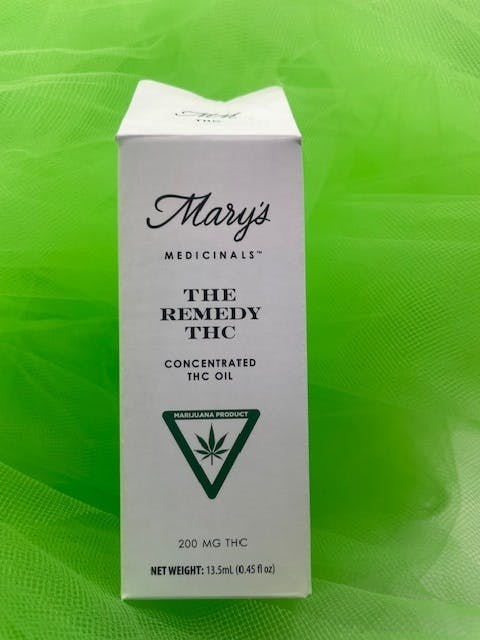 THC
Mary's
MEDICINALS™
THE
REMEDY
THC
CONCENTRATED
THC OIL
MARIJUANA PRODUCT
200 MG THC
NET WEIGHT: 13.5mL (0.45 fl oz)